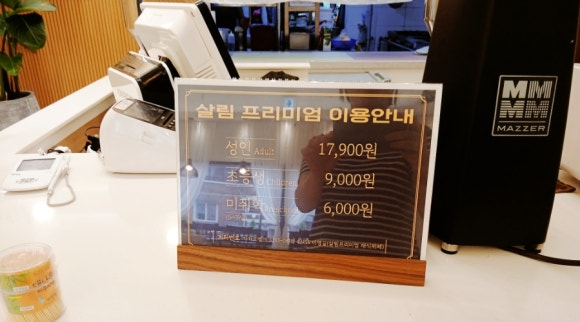 살림 프리미엄 이용안내
성인 Adult 17,900원
초등생 Children 9,000원
미취학 6,000원
MAZZER